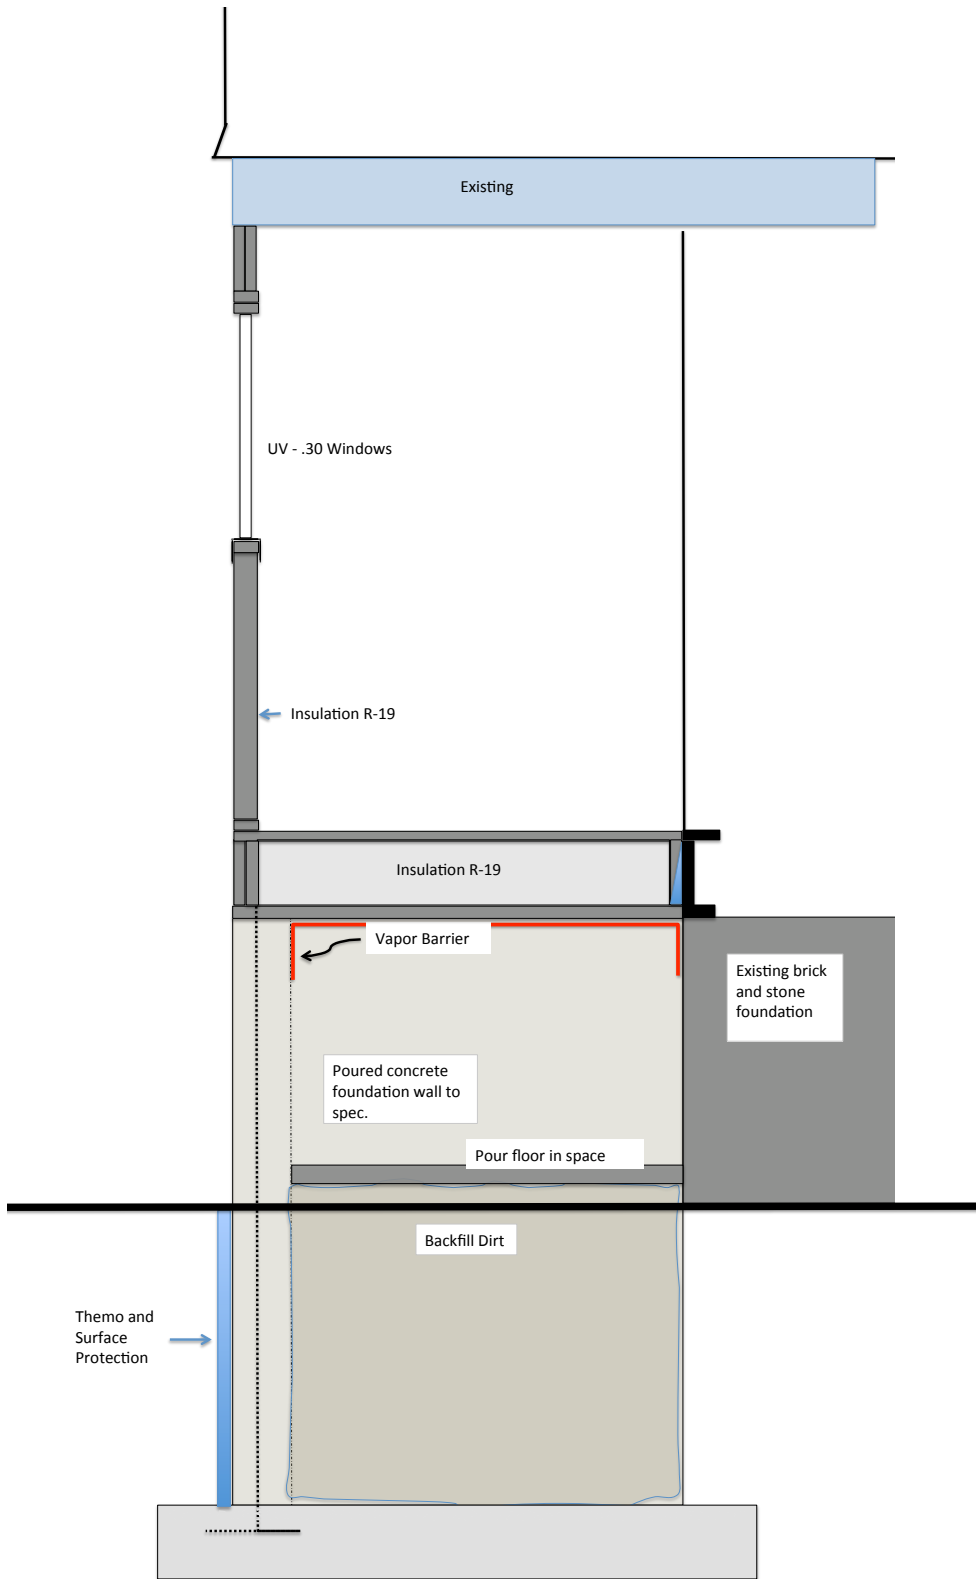 Existing
UV - .30 Windows
Insulation R-19
Insulation R-19
Vapor Barrier
Existing brick
and stone
foundation
Poured concrete
foundation wall to
spec.
Pour floor in space
Backfill Dirt
Themo and
Surface
Protection